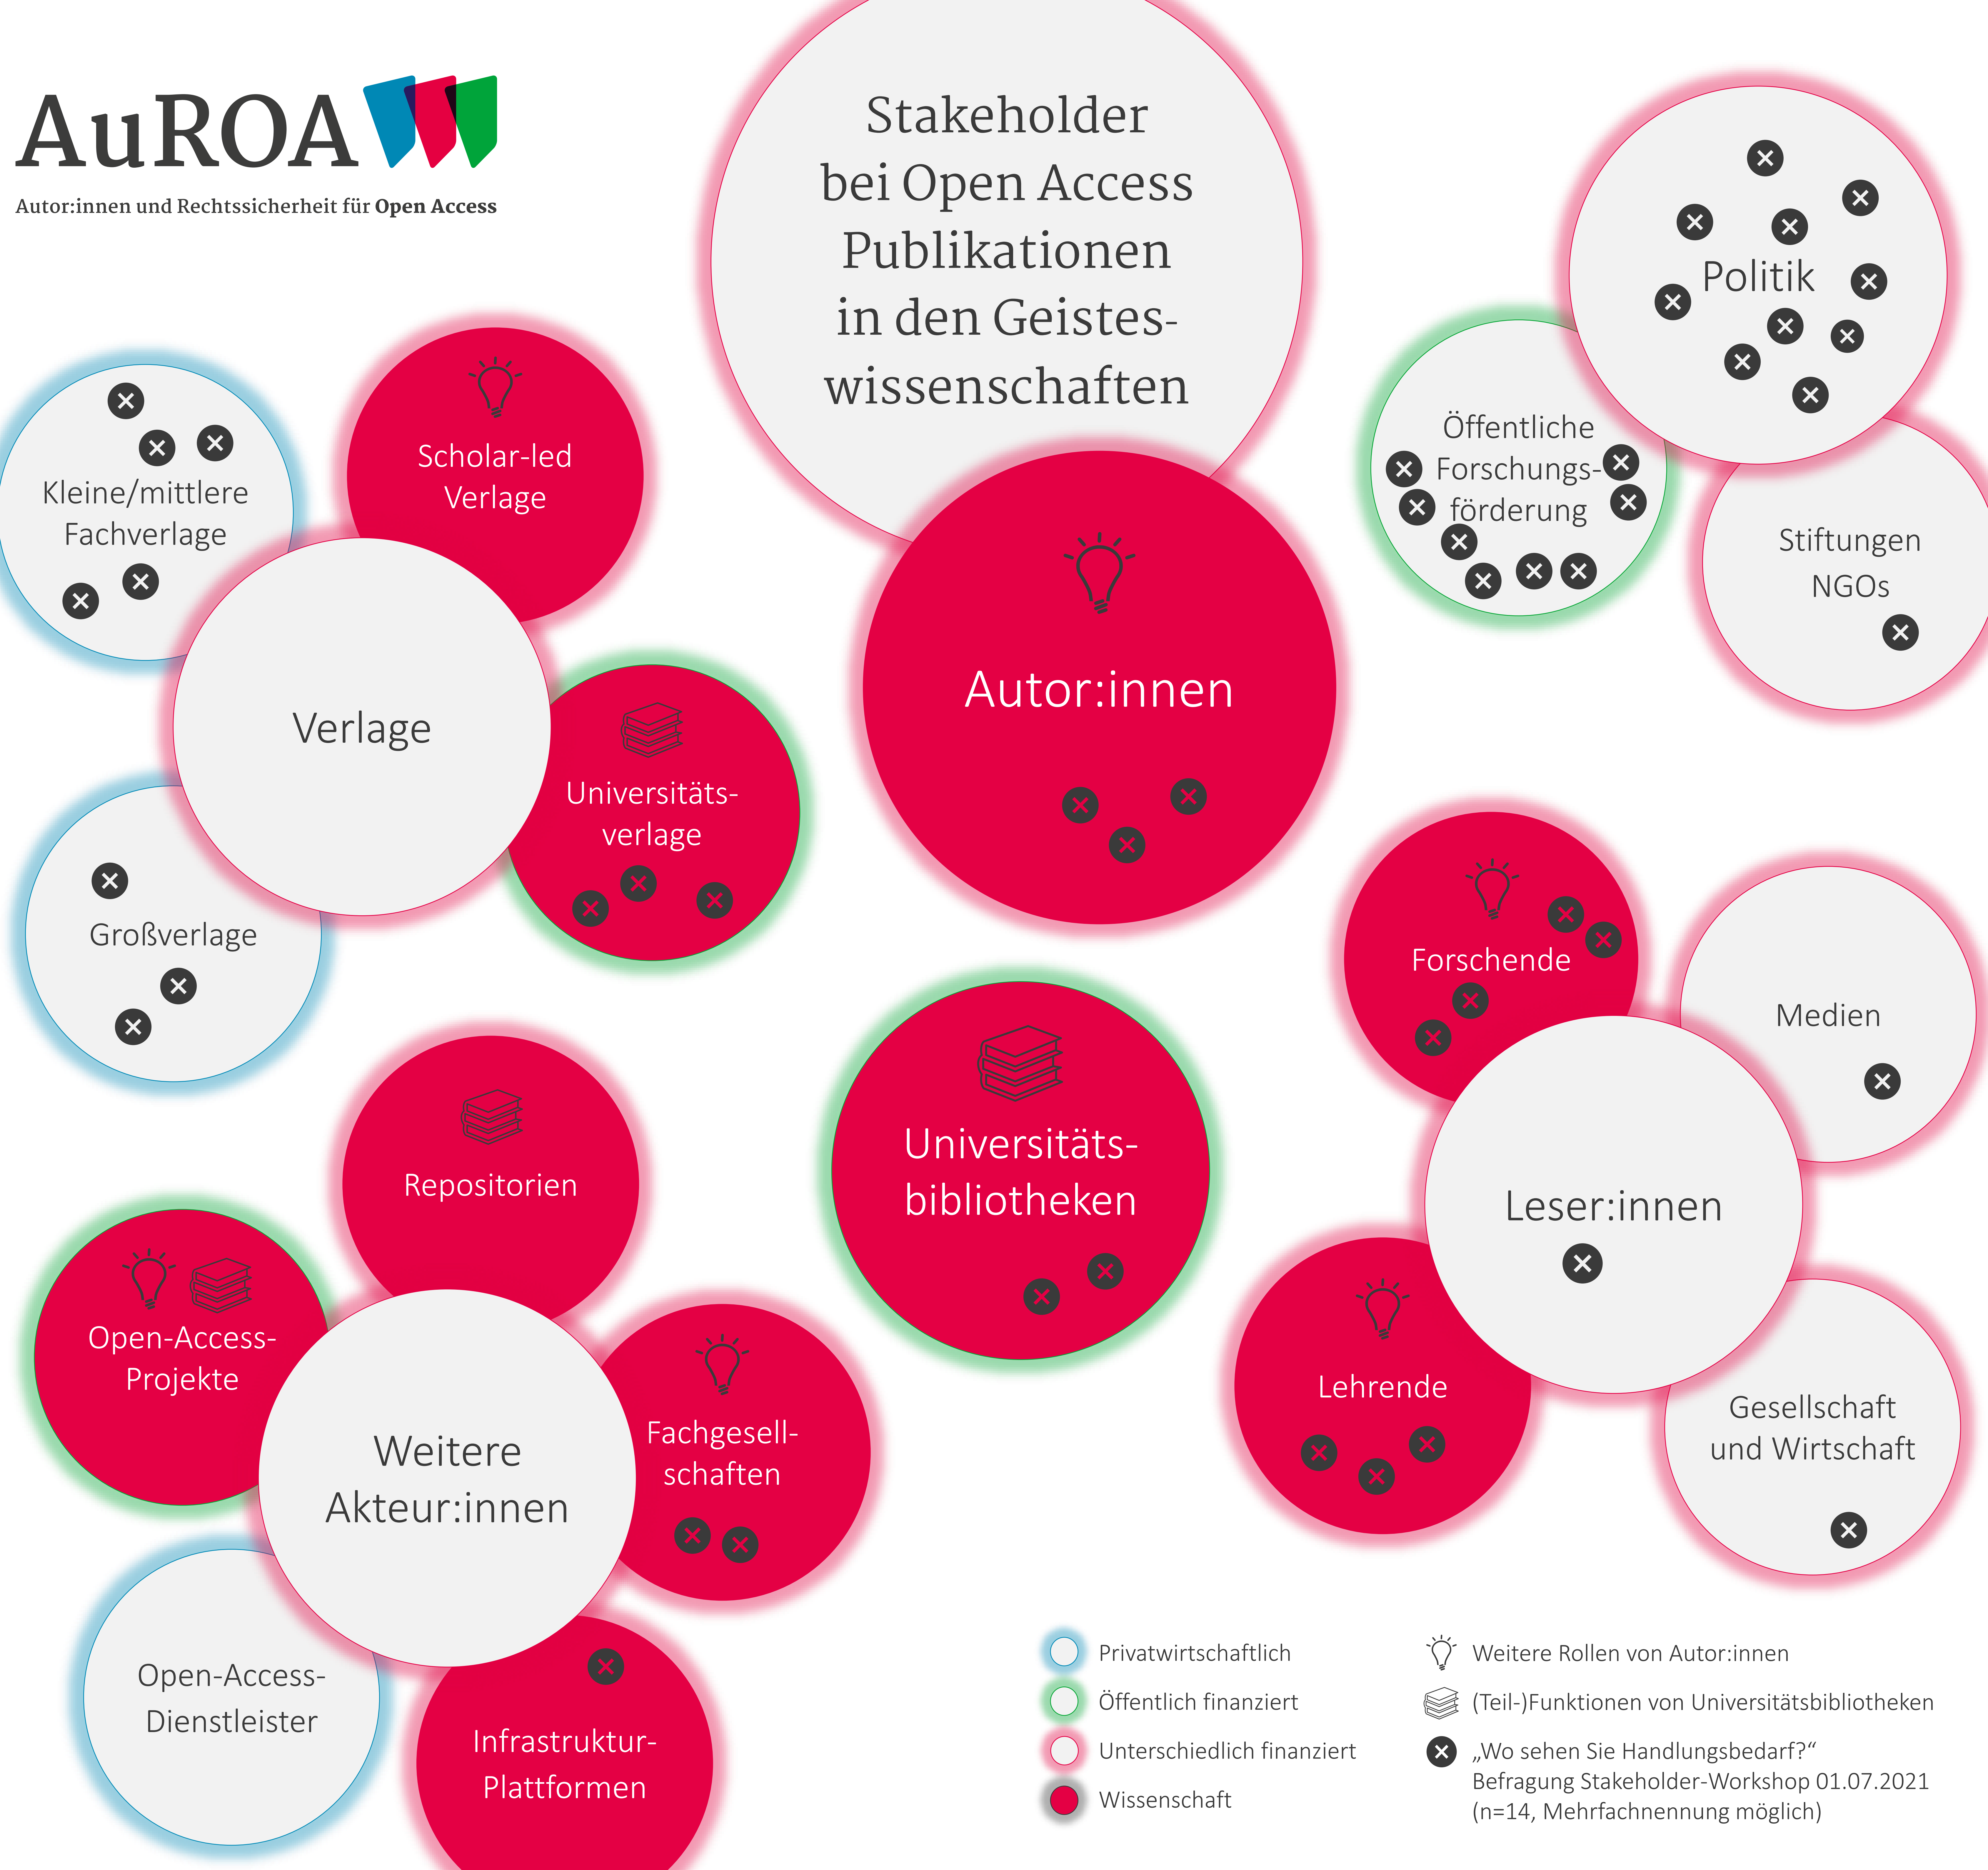 AuROA
Autor:innen und Rechtssicherheit für Open Access
Stakeholder
bei Open Access
Publikationen
in den Geistes-
wissenschaften
Politik
Öffentliche
Forschungs-
förderung
Stiftungen
NGOs
Scholar-led
Verlage
Kleine/mittlere
Fachverlage
Verlage
Universitäts-
verlage
Großverlage
Autor:innen
Forschende
Medien
Leser:innen
Lehrende
Gesellschaft
und Wirtschaft
Universitäts-
bibliotheken
Repositorien
Open-Access-
Projekte
Weitere
Akteur:innen
Fachgesell-
schaften
Open-Access-
Dienstleister
Infrastruktur-
Plattformen
Privatwirtschaftlich
Öffentlich finanziert
Unterschiedlich finanziert
Wissenschaft
Weitere Rollen von Autor:innen
(Teil-)Funktionen von Universitätsbibliotheken
„Wo sehen Sie Handlungsbedarf?“
Befragung Stakeholder-Workshop 01.07.2021
(n=14, Mehrfachnennung möglich)